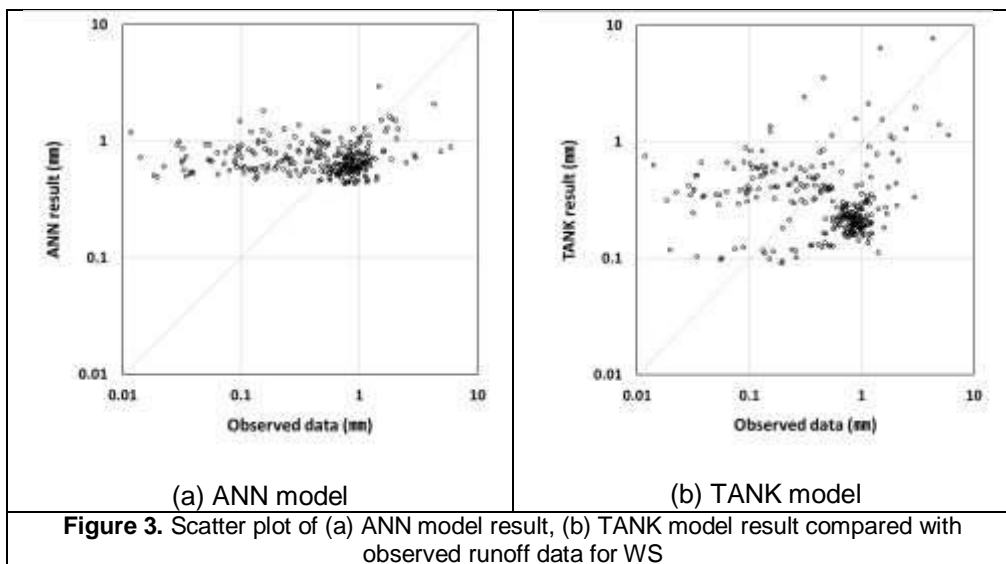 10
1
0.1
0.01
ANN result (mm)
0.01 0.1 1 10
Observed data (mm)
(a) ANN model
10
1
0.1
0.01
TANK result (mm)
0.01 0.1 1 10
Observed data (mm)
(b) TANK model
Figure 3. Scatter plot of (a) ANN model result, (b) TANK model result compared with
observed runoff data for WS